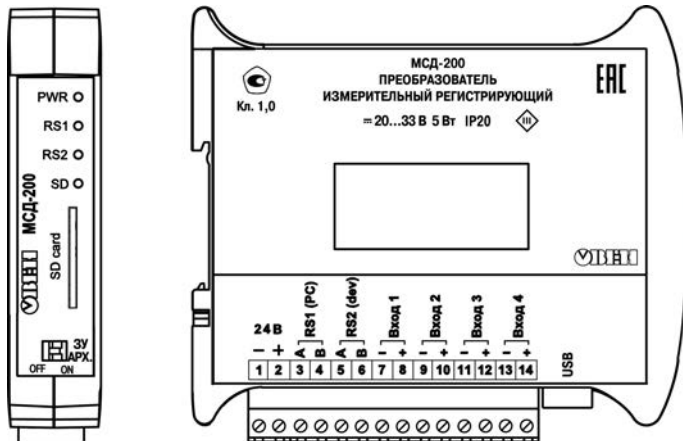 PWR
RS1
RS2
SD
МСД-200
SD card
ОВЕН
ЗУ
АРХ.
OFF ON
МСД-200
ПРЕОБРАЗОВАТЕЛЬ
ИЗМЕРИТЕЛЬНЫЙ РЕГИСТРИРУЮЩИЙ
Кл. 1,0
= 20...33 В 5 Вт IP20
III
ЕАС
ОВЕН
24В RS1 (PC) RS2 (dev) Вход 1 Вход 2 Вход 3 Вход 4
− + A B A B − + − + − + − +
1 2 3 4 5 6 7 8 9 10 11 12 13 14
USB